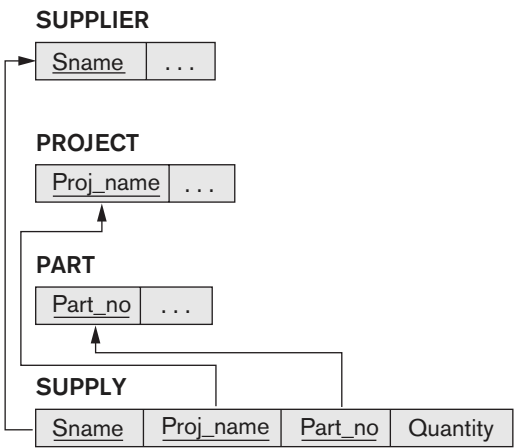 SUPPLIER
Sname ...
PROJECT
Proj_name ...
PART
Part_no ...
SUPPLY
Sname Proj_name Part_no Quantity